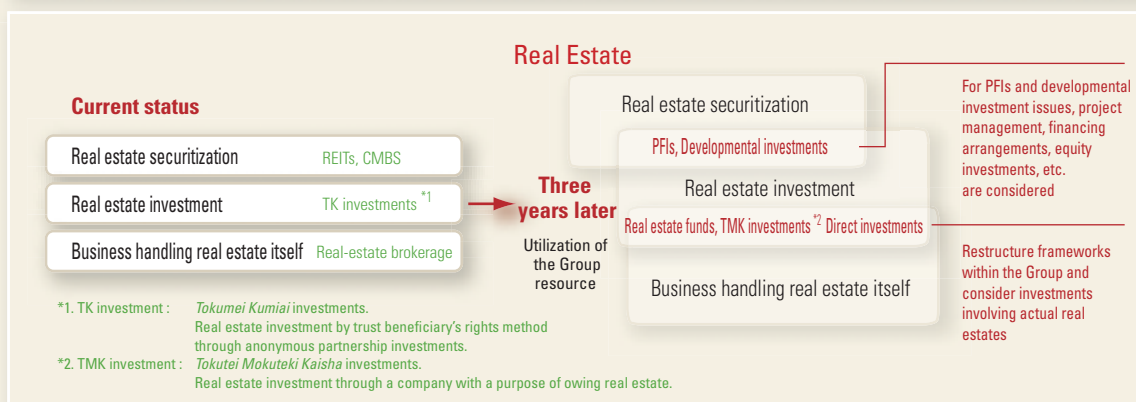 Real Estate
Current status
Real estate securitization REITs, CMBS
Real estate investment TK investments *1
Business handling real estate itself Real-estate brokerage
Three
years later
Utilization of
the Group
resource
Real estate securitization
PFIs, Developmental investments
Real estate investment
Real estate funds, TMK investments *2 Direct investments
Business handling real estate itself
For PFIs and developmental
investment issues, project
management, financing
arrangements, equity
investments, etc.
are considered
Restructure frameworks
within the Group and
consider investments
involving actual real
estates
*1. TK investment : Tokumei Kumiai investments.
Real estate investment by trust beneficiary's rights method
through anonymous partnership investments.
*2. TMK investment : Tokutei Mokuteki Kaisha investments.
Real estate investment through a company with a purpose of owing real estate.